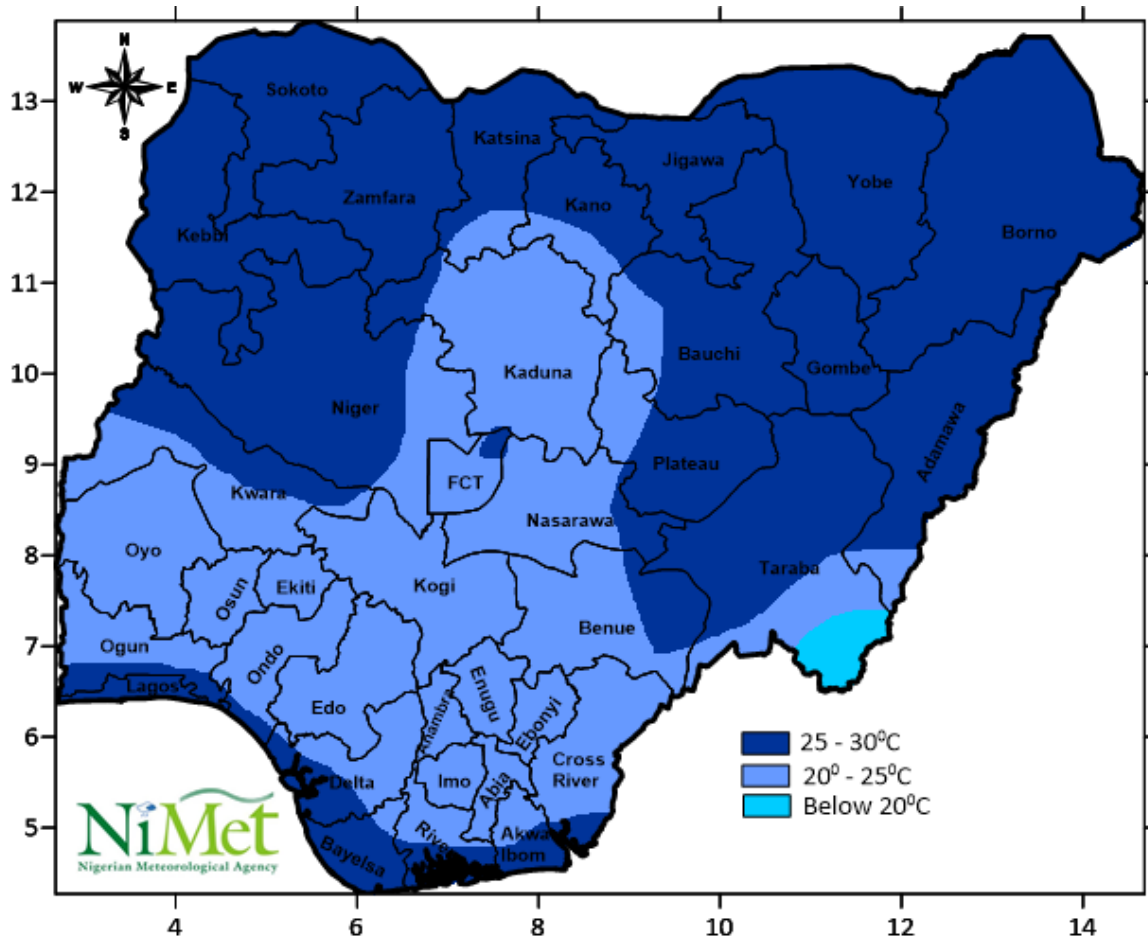 N
W E
S
13
12
11
10
9
8
7
6
5
4 6 8 10 12 14
Sokoto
Katsina
Jigawa
Zamfara
Kano
Yobe
Kebbi
Borno
Kaduna
Bauchi
Gombe
Niger
Adamawa
Plateau
FCT
Kwara
Nasarawa
Oyo
Taraba
Osun
Ekiti
Kogi
Benue
Ogun
Ondo
Lagos
Edo
Enugu
Anambra
Ebonyi
Cross
River
Imo
Abia
Delta
Akwa
Ibom
Bayelsa
25 - 30⁰C
20⁰ - 25⁰C
Below 20⁰C
NiMet
Nigerian Meteorological Agency